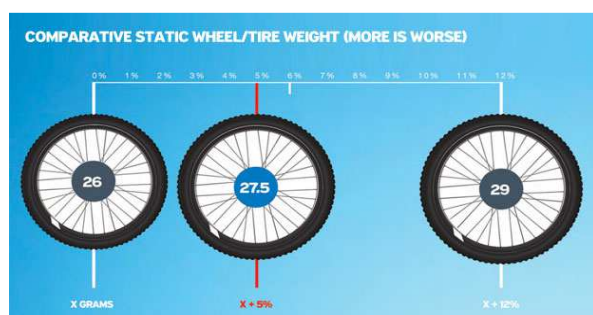 COMPARATIVE STATIC WHEEL/TIRE WEIGHT (MORE IS WORSE)
0% 1% 2% 3% 4% 5% 6% 7% 8% 9% 10% 11% 12%
26 27.5 29
X GRAMS X + 5% X + 12%